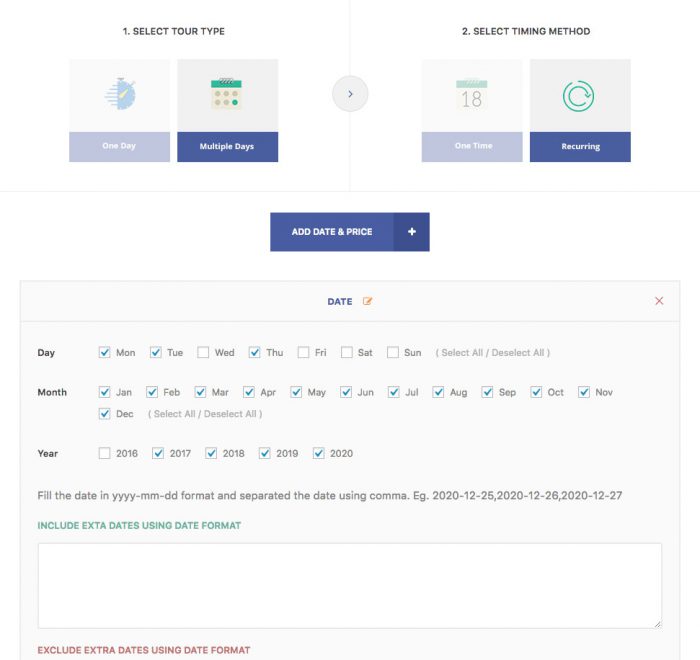 1. SELECT TOUR TYPE
2. SELECT TIMING METHOD
18
One Day
Multiple Days
One Time
Recurring
ADD DATE & PRICE +
DATE
Day Mon Tue Wed Thu Fri Sat Sun ( Select All / Deselect All )
Month Jan Feb Mar Apr May Jun Jul Aug Sep Oct Nov
Dec ( Select All / Deselect All )
Year 2016 2017 2018 2019 2020
Fill the date in yyyy-mm-dd format and separated the date using comma. Eg. 2020-12-25,2020-12-26,2020-12-27
INCLUDE EXTA DATES USING DATE FORMAT
EXCLUDE EXTRA DATES USING DATE FORMAT